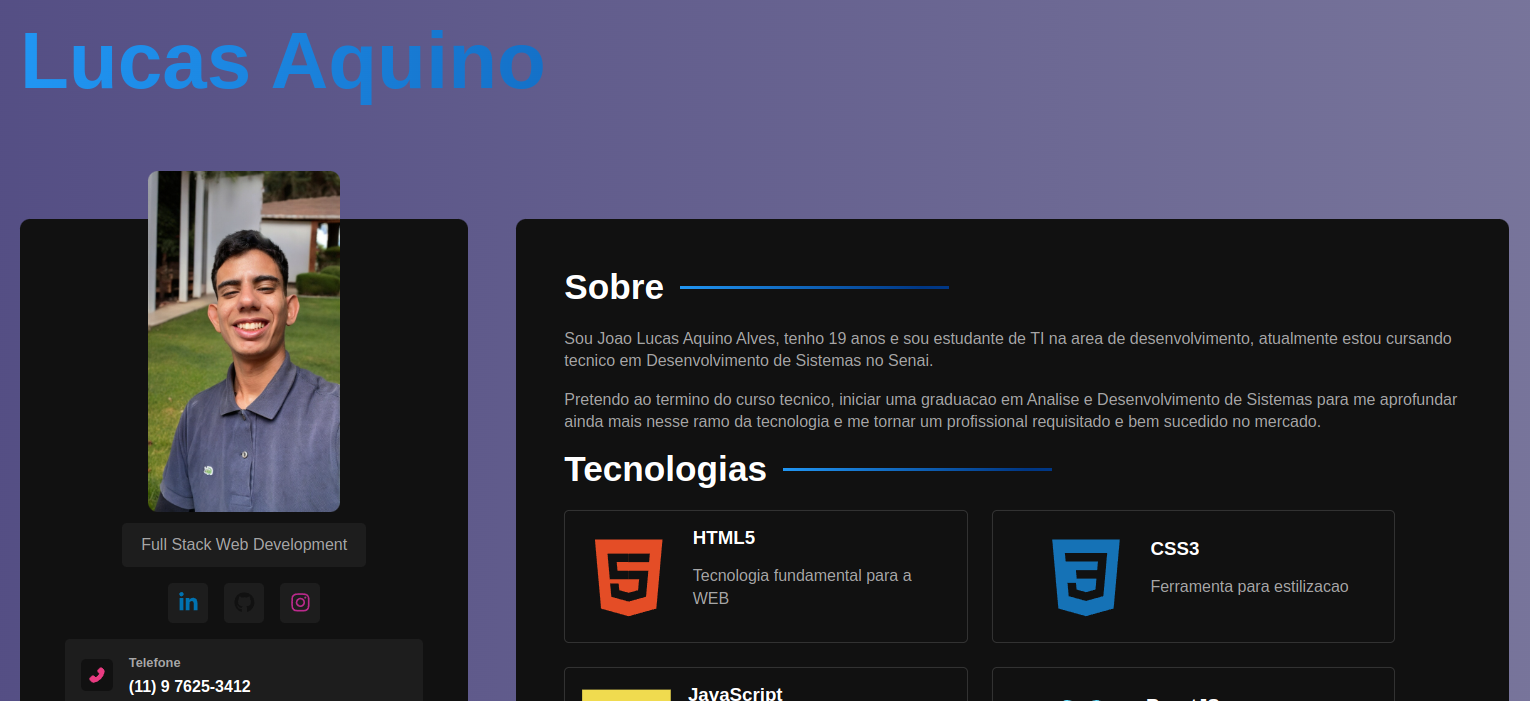 Lucas Aquino
Full Stack Web Development
Telefone
(11) 9 7625-3412
Sobre
Sou Joao Lucas Aquino Alves, tenho 19 anos e sou estudante de TI na area de desenvolvimento, atualmente estou cursando
tecnico em Desenvolvimento de Sistemas no Senai.
Pretendo ao termino do curso tecnico, iniciar uma graduacao em Analise e Desenvolvimento de Sistemas para me aprofundar
ainda mais nesse ramo da tecnologia e me tornar um profissional requisitado e bem sucedido no mercado.
Tecnologias
HTML5
Tecnologia fundamental para a
WEB
CSS3
Ferramenta para estilizacao
JavaScript
ReactJS